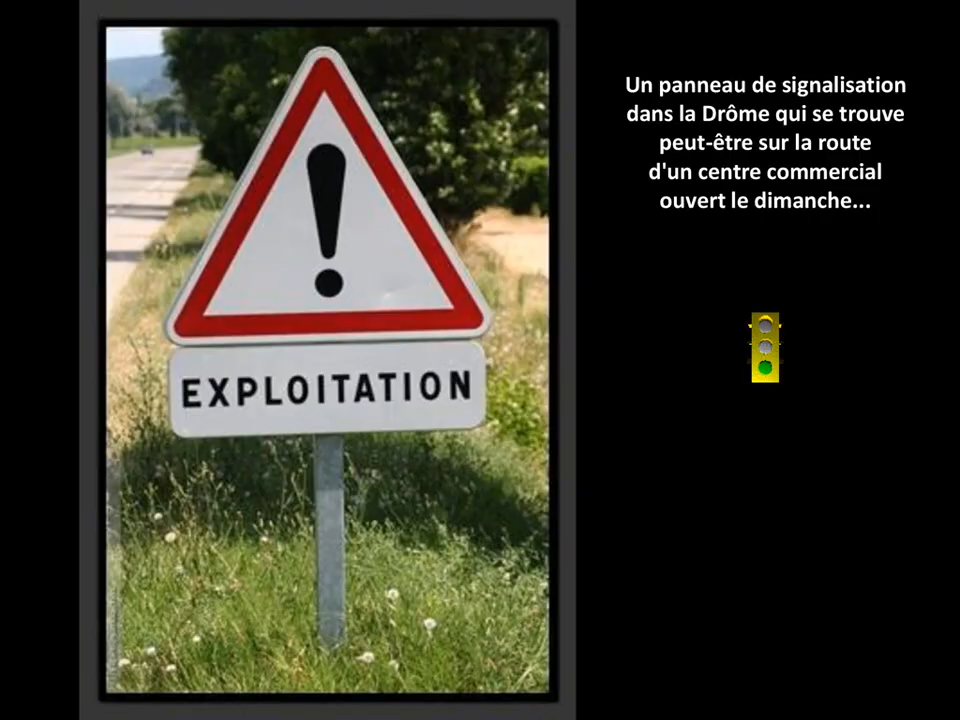 !
EXPLOITATION
Un panneau de signalisation
dans la Drôme qui se trouve
peut-être sur la route
d'un centre commercial
ouvert le dimanche...